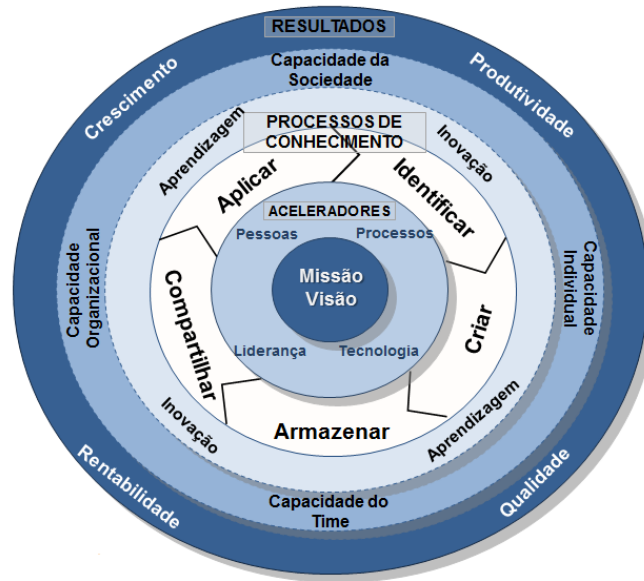 RESULTADOS
Crescimento
Produtividade
Capacidade da
Sociedade
Aprendizagem
PROCESSOS DE
CONHECIMENTO
Inovação
Aplicar
Identificar
ACELERADORES
Pessoas
Processos
Missão
Visão
Liderança
Tecnologia
Capacidade
Organizacional
Compartilhar
Criar
Capacidade
Individual
Armazenar
Inovação
Aprendizagem
Capacidade do
Time
Rentabilidade
Qualidade